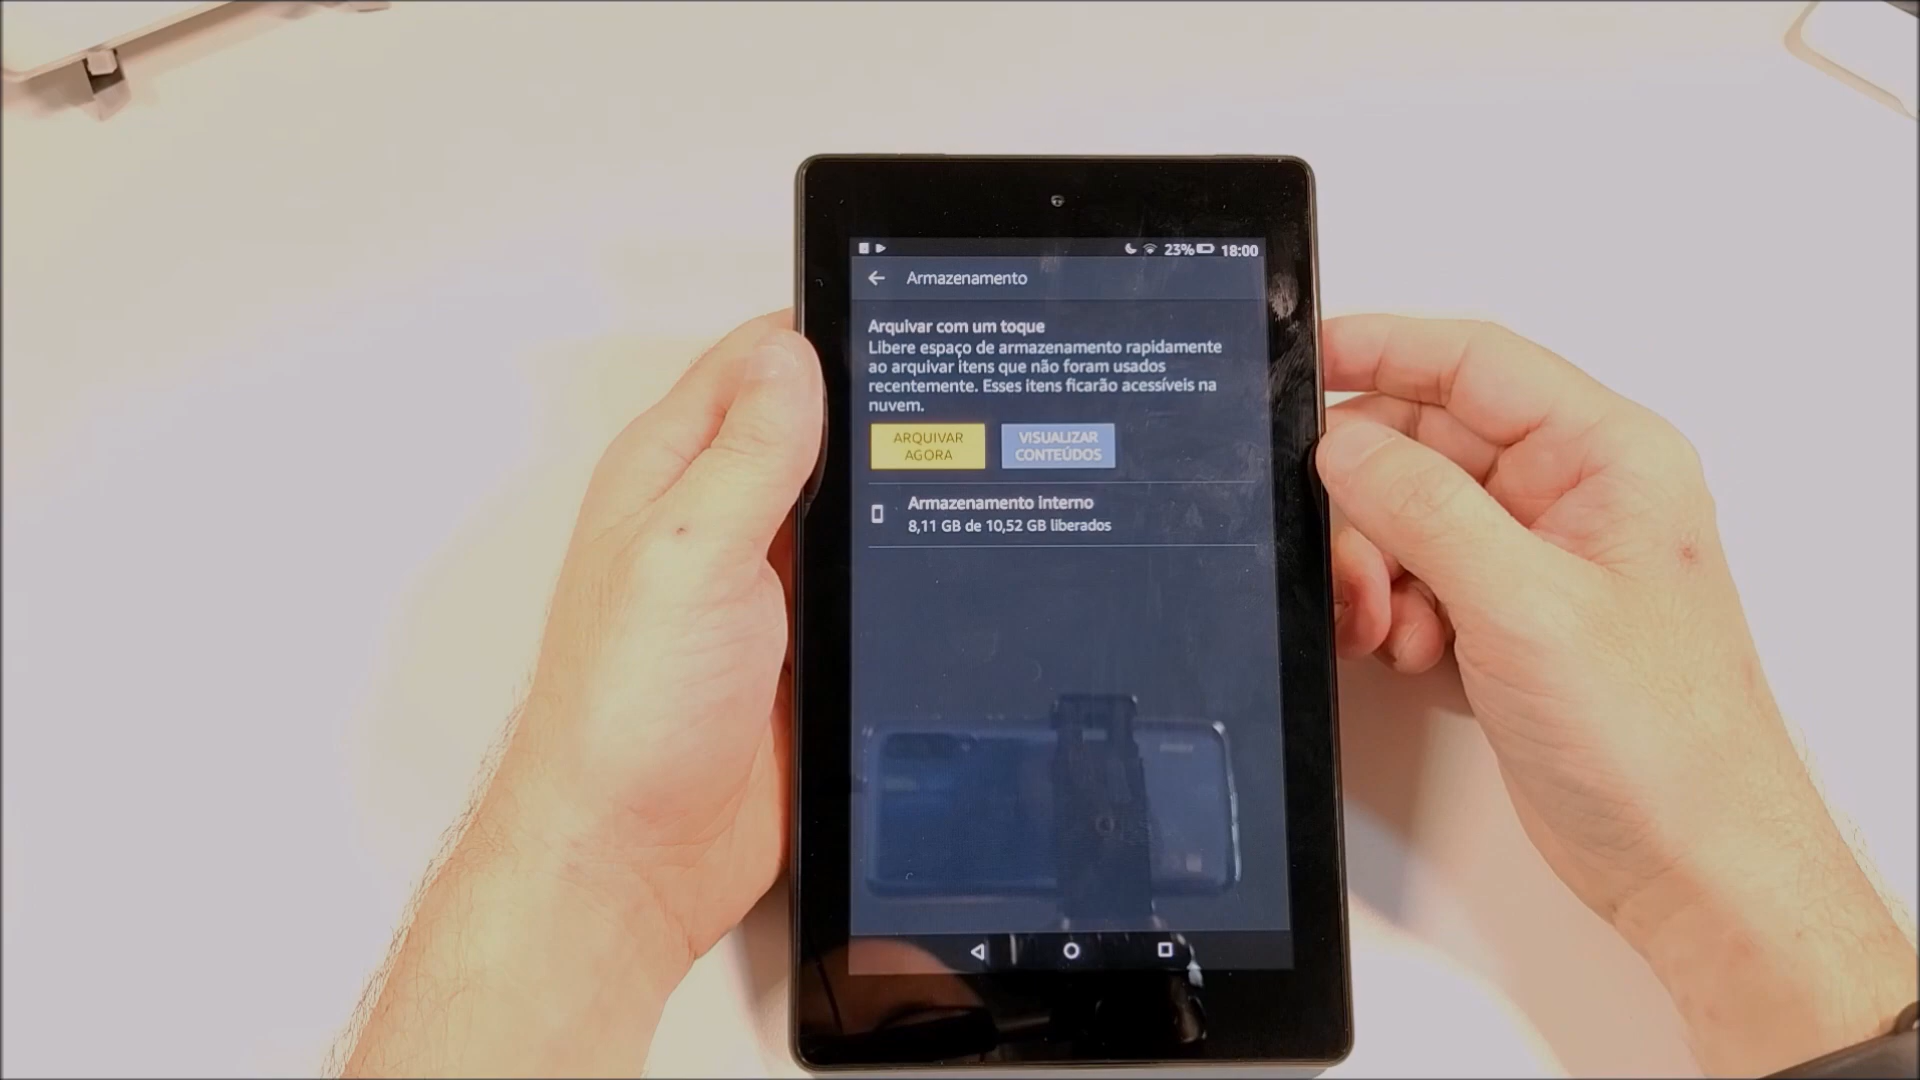 23% 18:00
Armazenamento
Arquivar com um toque
Libere espaço de armazenamento rapidamente
ao arquivar itens que não foram usados
recentemente. Esses itens ficarão acessíveis na
nuvem.
ARQUIVAR
AGORA
VISUALIZAR
CONTEÚDOS
Armazenamento interno
8,11 GB de 10,52 GB liberados